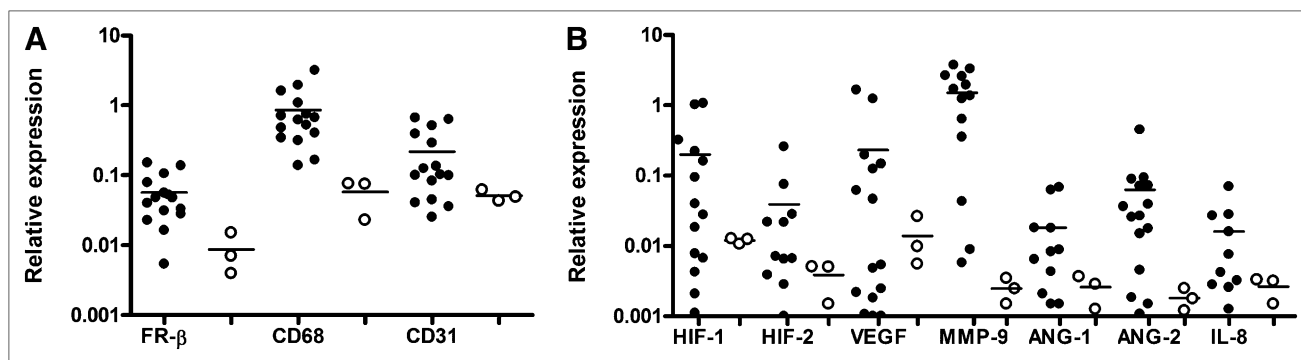 A
Relative expression
10
1
0.1
0.01
0.001
FR-β CD68 CD31
B
Relative expression
10
1
0.1
0.01
0.001
HIF-1 HIF-2 VEGF MMP-9 ANG-1 ANG-2 IL-8